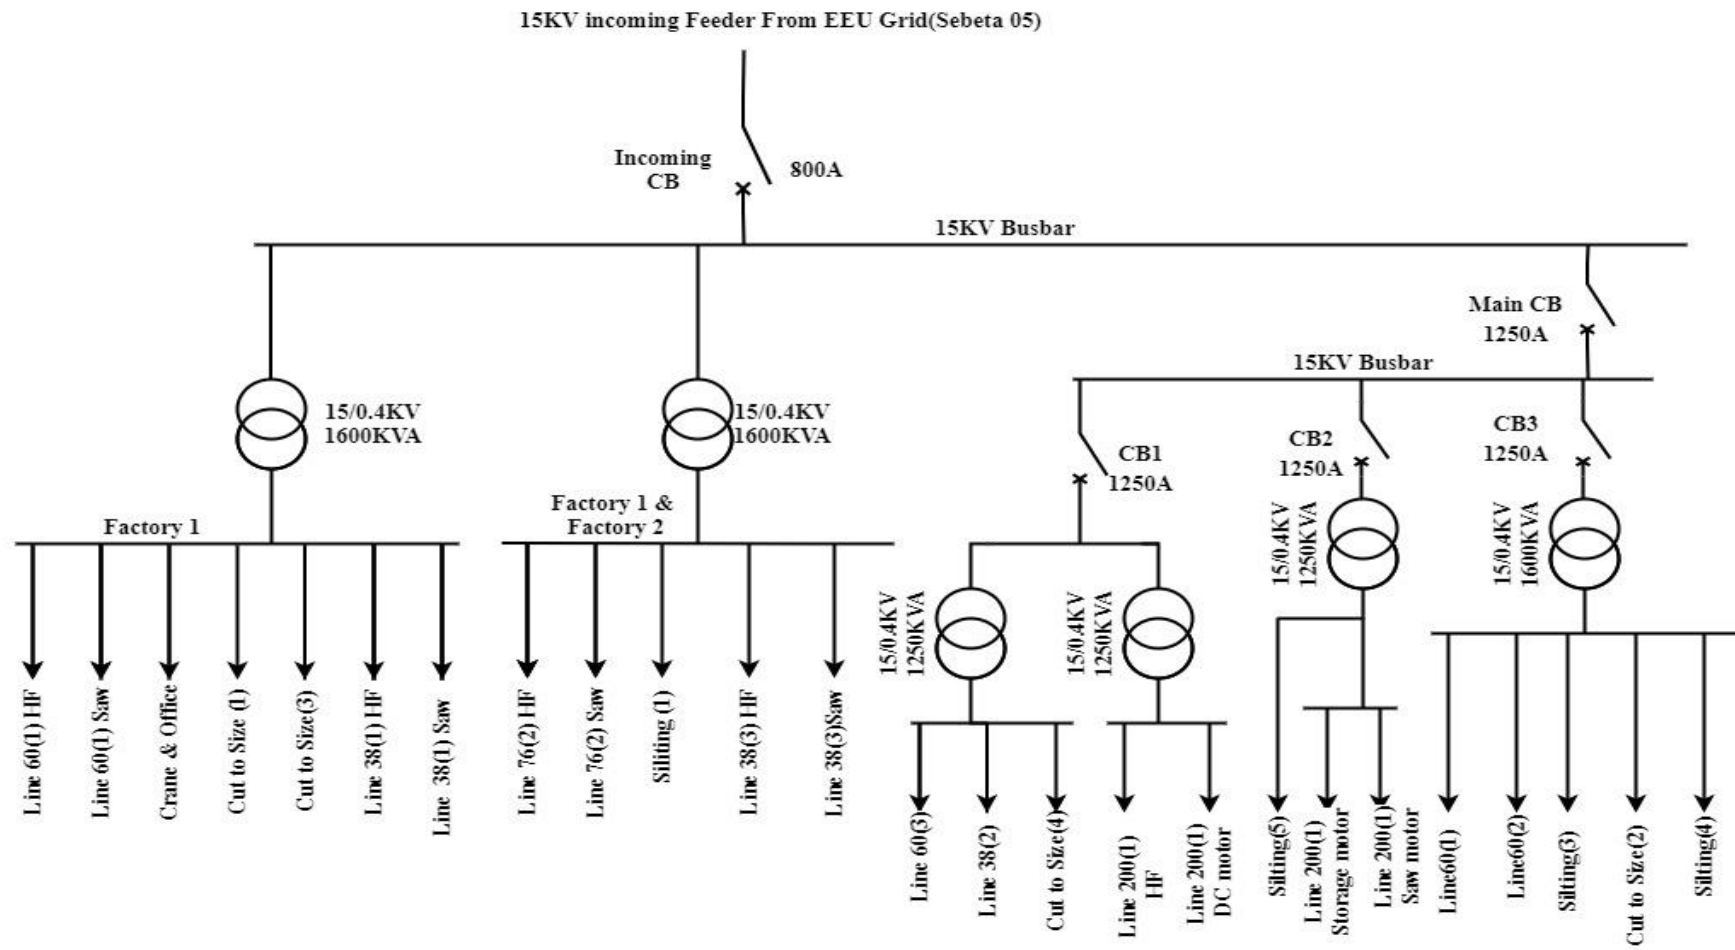 15KV incoming Feeder From EEU Grid(Sebeta 05)
Incoming
CB
800A
15KV Busbar
Main CB
1250A
15KV Busbar
15/0.4KV
1600KVA
15/0.4KV
1600KVA
CB1
1250A
CB2
1250A
CB3
1250A
Factory 1
Factory 1 &
Factory 2
15/0.4KV
1250KVA
15/0.4KV
1250KVA
15/0.4KV
1250KVA
15/0.4KV
1600KVA
Line 60(1) HF
Line 60(1) Saw
Crane & Office
Cut to Size (1)
Cut to Size(3)
Line 38(1) HF
Line 38(1) Saw
Line 76(2) HF
Line 76(2) Saw
Siliting (1)
Line 38(3) HF
Line 38(3)Saw
Line 60(3)
Line 38(2)
Cut to Size(4)
Line 200(1)
HF
Line 200(1)
DC motor
Silting(5)
Line 200(1)
Storage motor
Line 200(1)
Saw motor
Line60(1)
Line60(2)
Silting(3)
Cut to Size(2)
Silting(4)